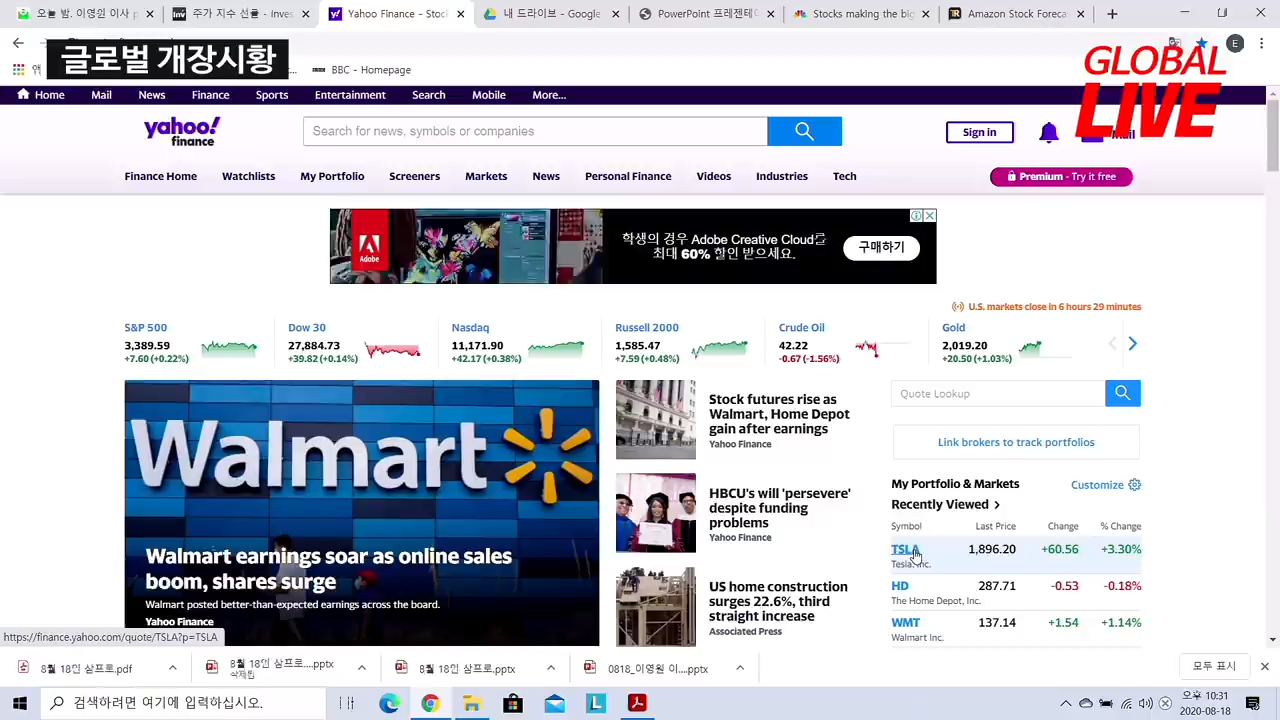 이영원 이사님 미국
주가 지수 선물
Yahoo Finance - Stoc
내 드라이브 - Google
PowerPoint 프레젠테
Stocks making the big
Amazon Stock Foreca
글로벌 개장시황
BBC - Homepage
E
GLOBAL
LIVE
Home Mail News Finance Sports Entertainment Search Mobile More...
yahoo!
finance
Search for news, symbols or companies
Sign in
Mail
Finance Home Watchlists My Portfolio Screeners Markets News Personal Finance Videos Industries Tech
Premium - Try it free
Adobe
학생의 경우 Adobe Creative Cloud를
최대 60% 할인 받으세요.
구매하기
U.S. markets close in 6 hours 29 minutes
S&P 500 Dow 30 Nasdaq Russell 2000 Crude Oil Gold
3,389.59 27,884.73 11,171.90 1,585.47 42.22 2,019.20
+7.60 (+0.22%) +39.82 (+0.14%) +42.17 (+0.38%) +7.59 (+0.48%) -0.67 (-1.56%) +20.50 (+1.03%)
Walmart
Walmart earnings soar as online sales
boom, shares surge
Walmart posted better-than-expected earnings across the board.
Yahoo Finance
Stock futures rise as
Walmart, Home Depot
gain after earnings
Yahoo Finance
HBCU's will 'persevere'
despite funding
problems
Yahoo Finance
US home construction
surges 22.6%, third
straight increase
Associated Press
Quote Lookup
Link brokers to track portfolios
My Portfolio & Markets Customize
Recently Viewed
Symbol Last Price Change % Change
TSLA 1,896.20 +60.56 +3.30%
Tesla, Inc.
HD 287.71 -0.53 -0.18%
The Home Depot, Inc.
WMT 137.14 +1.54 +1.14%
Walmart Inc.
https://finance.yahoo.com/quote/TSLA?p=TSLA
8월 18인 삼프로.pdf
8월 18인 삼프로....pptx
삭제됨
8월 18인 삼프로.pptx
0818_이영원 이....pptx
모두 표시
검색하려면 여기에 입력하십시오.
오후 10:31
2020-08-18